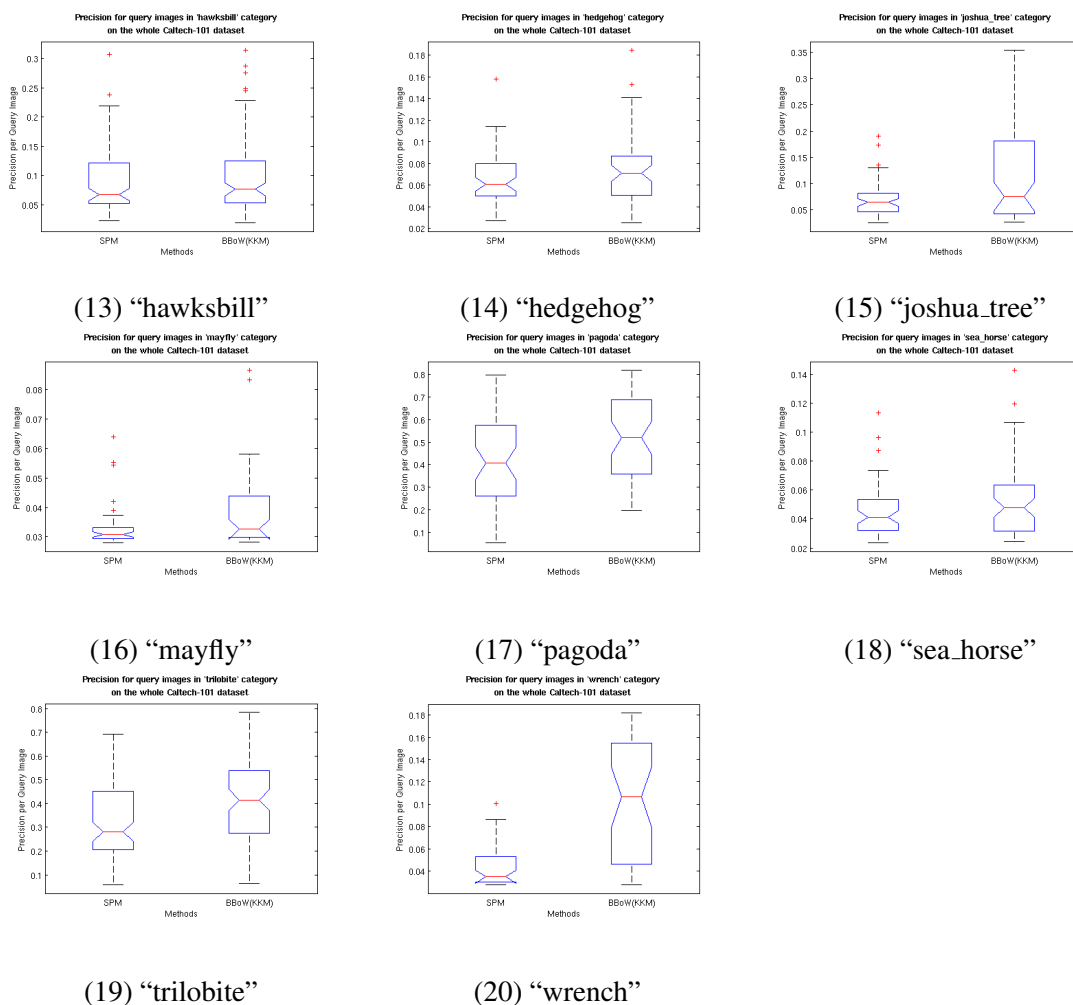 Precision for query images in 'hawksbill' category
on the whole Caltech-101 dataset
0.3
0.25
0.2
0.15
0.1
0.05
Precision per Query Image
SPM
BBoW(KKM)
Methods
(13) “hawksbill”
Precision for query images in 'hedgehog' category
on the whole Caltech-101 dataset
0.18
0.16
0.14
0.12
0.1
0.08
0.06
0.04
0.02
Precision per Query Image
SPM
BBoW(KKM)
Methods
(14) “hedgehog”
Precision for query images in 'joshua_tree' category
on the whole Caltech-101 dataset
0.35
0.3
0.25
0.2
0.15
0.1
0.05
Precision per Query Image
SPM
BBoW(KKM)
Methods
(15) “joshua_tree”
Precision for query images in 'mayfly' category
on the whole Caltech-101 dataset
0.08
0.07
0.06
0.05
0.04
0.03
Precision per Query Image
SPM
BBoW(KKM)
Methods
(16) “mayfly”
Precision for query images in 'pagoda' category
on the whole Caltech-101 dataset
0.8
0.7
0.6
0.5
0.4
0.3
0.2
0.1
Precision per Query Image
SPM
BBoW(KKM)
Methods
(17) “pagoda”
Precision for query images in 'sea_horse' category
on the whole Caltech-101 dataset
0.14
0.12
0.1
0.08
0.06
0.04
0.02
Precision per Query Image
SPM
BBoW(KKM)
Methods
(18) “sea_horse”
Precision for query images in 'trilobite' category
on the whole Caltech-101 dataset
0.8
0.7
0.6
0.5
0.4
0.3
0.2
0.1
Precision per Query Image
SPM
BBoW(KKM)
Methods
(19) “trilobite”
Precision for query images in 'wrench' category
on the whole Caltech-101 dataset
0.18
0.16
0.14
0.12
0.1
0.08
0.06
0.04
Precision per Query Image
SPM
BBoW(KKM)
Methods
(20) “wrench”